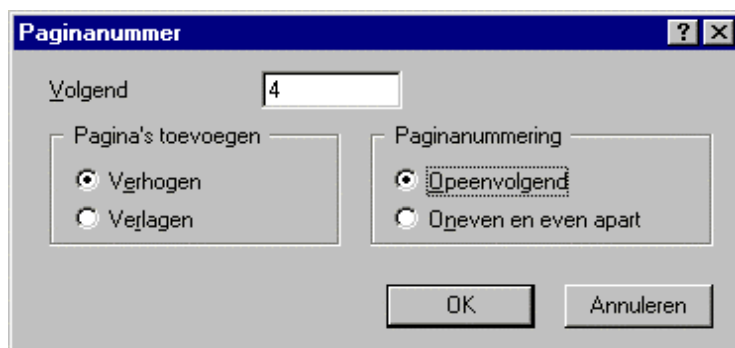 Paginanummer
Volgend 4
Pagina's toevoegen
Verhogen
Verlagen
Paginanummering
Opeenvolgend
Oneven en even apart
OK Annuleren